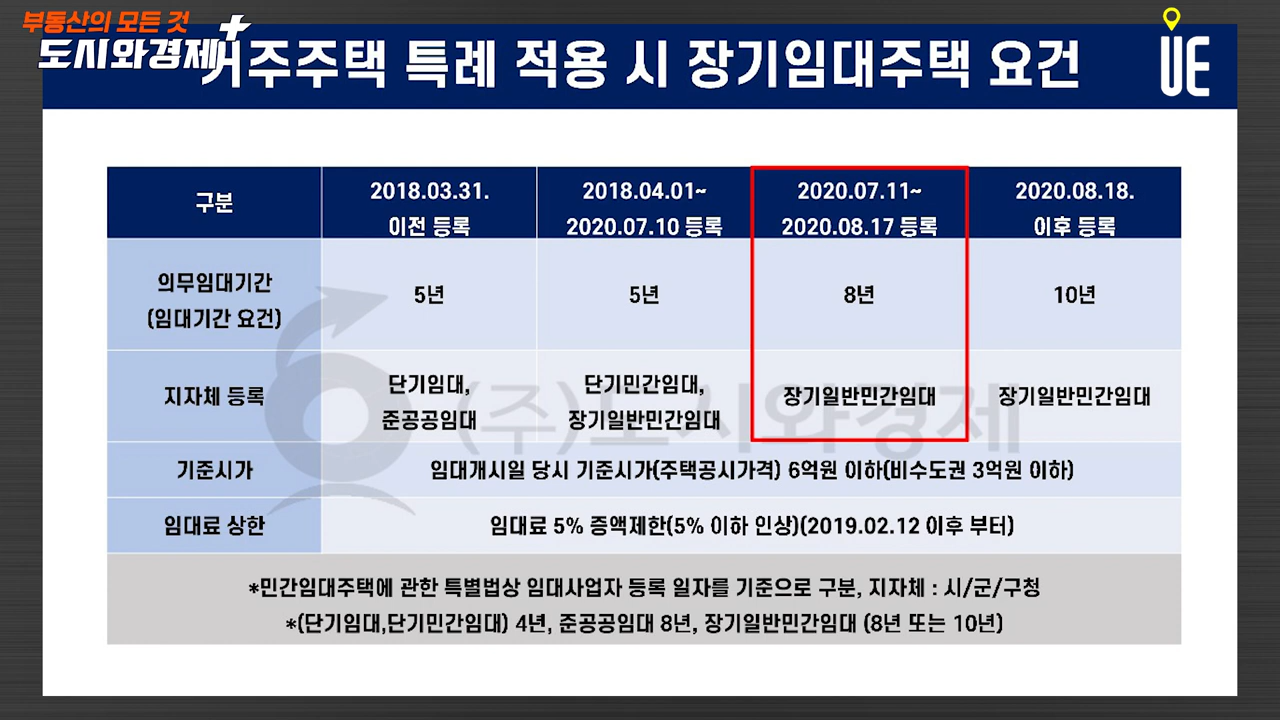 부동산의 모든 것
도시와경제+
거주주택 특례 적용 시 장기임대주택 요건
UE
구분
2018.03.31.
이전 등록
2018.04.01~
2020.07.10 등록
2020.07.11~
2020.08.17 등록
2020.08.18.
이후 등록
의무임대기간
(임대기간 요건)
5년
5년
8년
10년
지자체 등록
단기임대,
준공공임대
단기민간임대,
장기일반민간임대
장기일반민간임대
장기일반민간임대
기준시가
임대개시일 당시 기준시가(주택공시가격) 6억원 이하(비수도권 3억원 이하)
임대료 상한
임대료 5% 증액제한(5% 이하 인상)(2019.02.12 이후 부터)
*민간임대주택에 관한 특별법상 임대사업자 등록 일자를 기준으로 구분, 지자체 : 시/군/구청
*(단기임대,단기민간임대) 4년, 준공공임대 8년, 장기일반민간임대 (8년 또는 10년)
(주)도시와경제